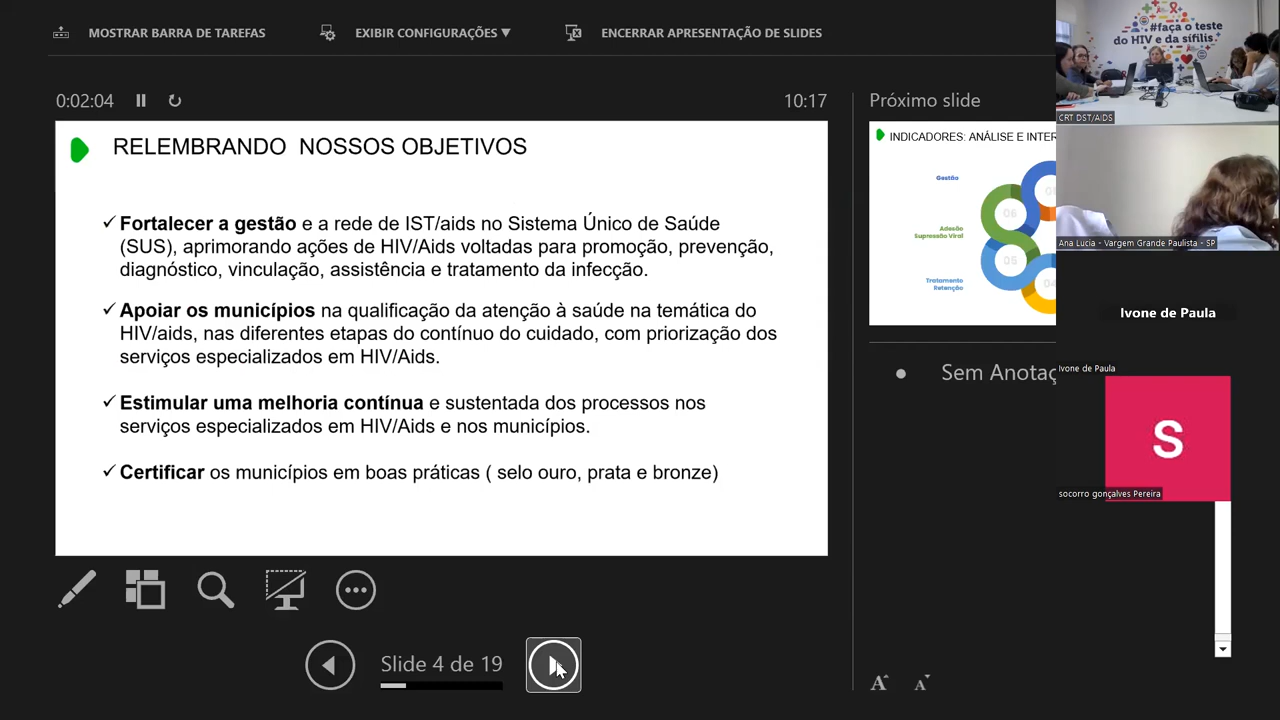 MOSTRAR BARRA DE TAREFAS
EXIBIR CONFIGURAÇÕES ▼
ENCERRAR APRESENTAÇÃO DE SLIDES
0:02:04
10:17
RELEMBRANDO NOSSOS OBJETIVOS
✓ Fortalecer a gestão e a rede de IST/aids no Sistema Único de Saúde
(SUS), aprimorando ações de HIV/Aids voltadas para promoção, prevenção,
diagnóstico, vinculação, assistência e tratamento da infecção.
✓ Apoiar os municípios na qualificação da atenção à saúde na temática do
HIV/aids, nas diferentes etapas do contínuo do cuidado, com priorização dos
serviços especializados em HIV/Aids.
✓ Estimular uma melhoria contínua e sustentada dos processos nos
serviços especializados em HIV/Aids e nos municípios.
✓ Certificar os municípios em boas práticas ( selo ouro, prata e bronze)
Slide 4 de 19
Próximo slide
INDICADORES: ANÁLISE E INTER
Gestão
Adesão
Supressão Viral
Tratamento
Retenção
06
05
04
● Sem Anotaç
A A
#faça o teste
do HIV e da sífilis
CRT DST/AIDS
Ana Lucia - Vargem Grande Paulista - SP
Ivone de Paula
Ivone de Paula
S
socorro gonçalves Pereira